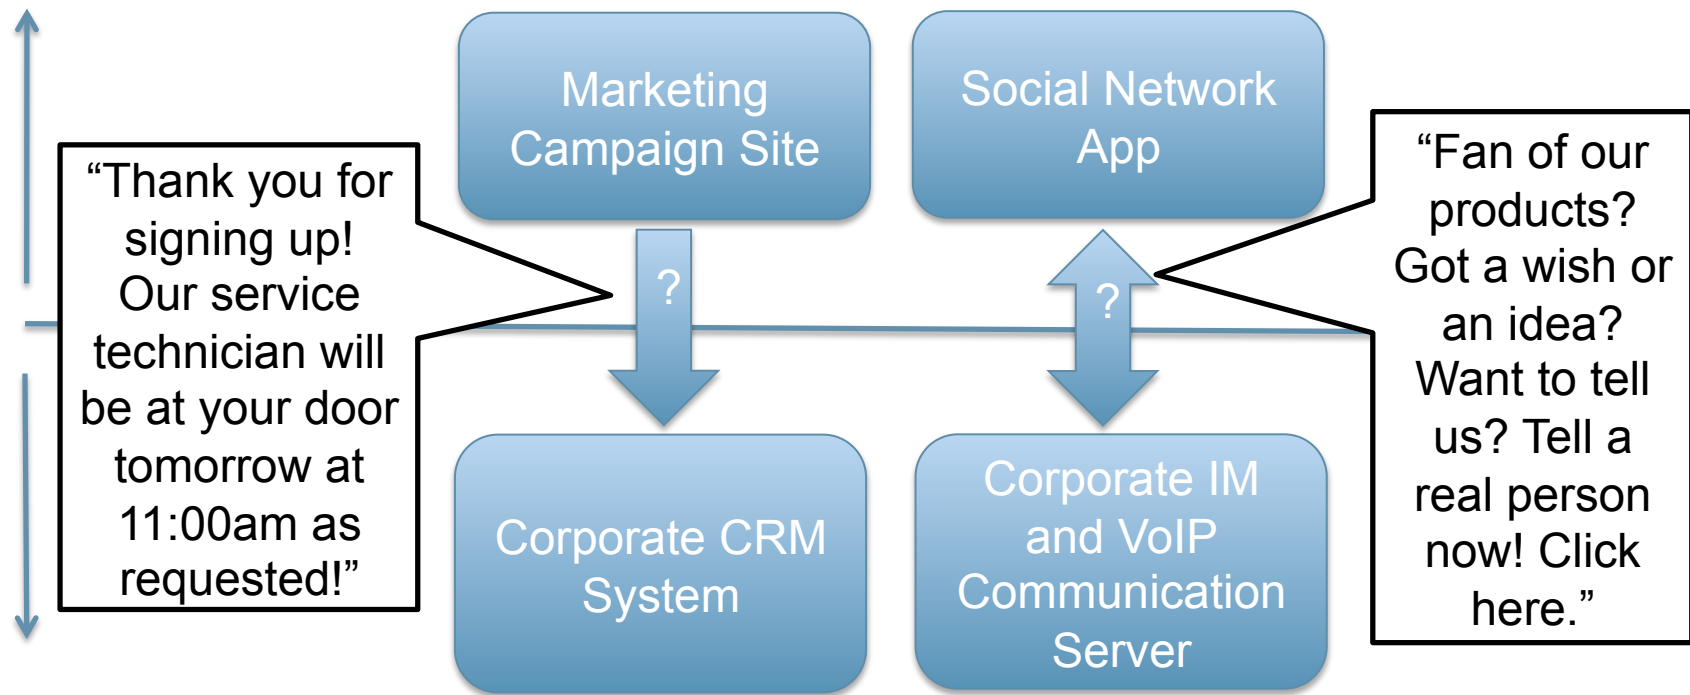 Marketing
Campaign Site
Social Network
App
“Thank you for
signing up!
Our service
technician will
be at your door
tomorrow at
11:00am as
requested!”
?
?
“Fan of our
products?
Got a wish or
an idea?
Want to tell
us? Tell a
real person
now! Click
here.”
Corporate CRM
System
Corporate IM
and VoIP
Communication
Server